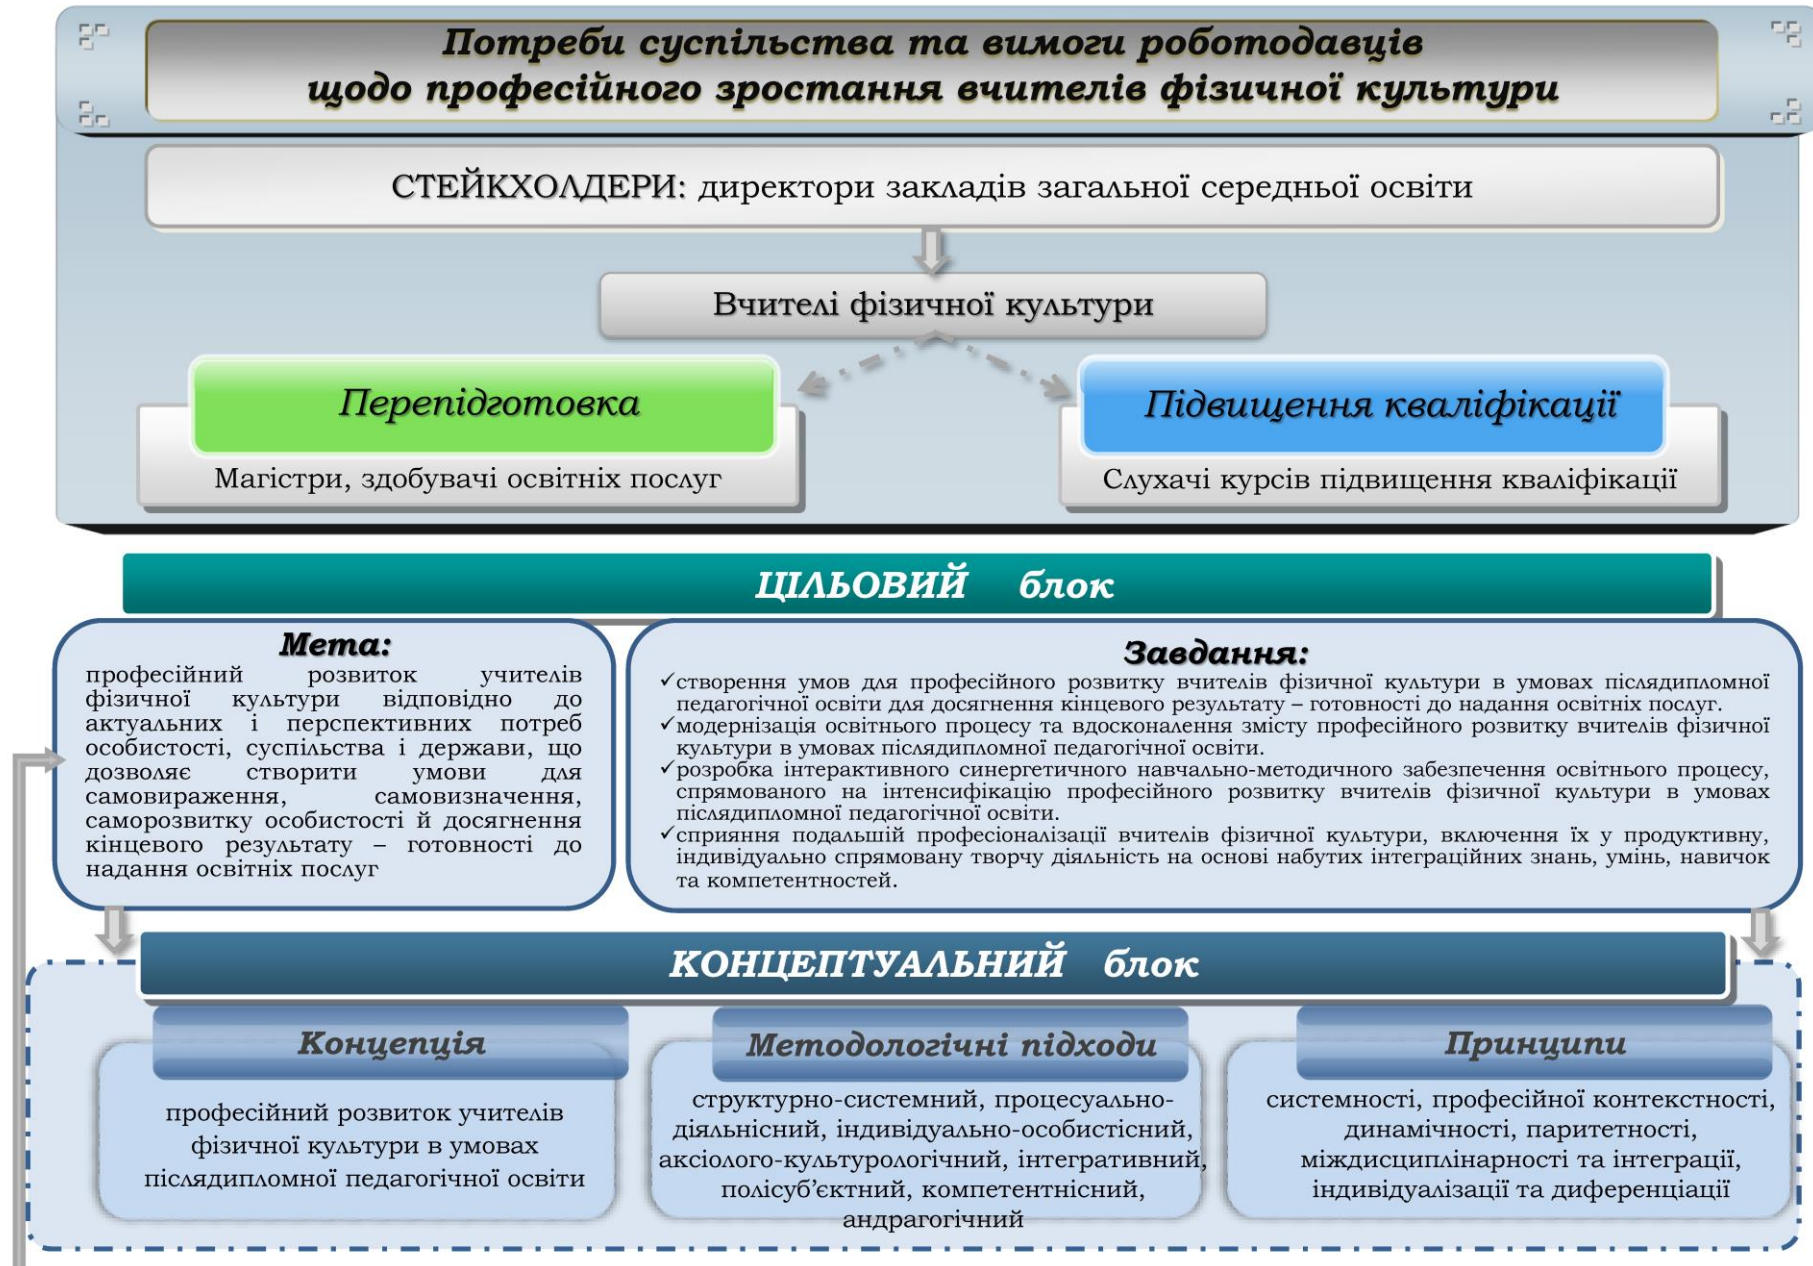 Потреби суспільства та вимоги роботодавців
щодо професійного зростання вчителів фізичної культури
СТЕЙКХОЛДЕРИ: директори закладів загальної середньої освіти
Вчителі фізичної культури
Перепідготовка
Магістри, здобувачі освітніх послуг
Підвищення кваліфікації
Слухачі курсів підвищення кваліфікації
ЦІЛЬОВИЙ блок
Мета:
професійний розвиток учителів
фізичної культури відповідно до
актуальних і перспективних потреб
особистості, суспільства і держави, що
дозволяє створити умови для
самовираження, самовизначення,
саморозвитку особистості й досягнення
кінцевого результату – готовності до
надання освітніх послуг
Завдання:
✓створення умов для професійного розвитку вчителів фізичної культури в умовах післядипломної
педагогічної освіти для досягнення кінцевого результату – готовності до надання освітніх послуг.
✓модернізація освітнього процесу та вдосконалення змісту професійного розвитку вчителів фізичної
культури в умовах післядипломної педагогічної освіти.
✓розробка інтерактивного синергетичного навчально-методичного забезпечення освітнього процесу,
спрямованого на інтенсифікацію професійного розвитку вчителів фізичної культури в умовах
післядипломної педагогічної освіти.
✓сприяння подальшій професіоналізації вчителів фізичної культури, включення їх у продуктивну,
індивідуально спрямовану творчу діяльність на основі набутих інтеграційних знань, умінь, навичок
та компетентностей.
КОНЦЕПТУАЛЬНИЙ блок
Концепція
професійний розвиток учителів
фізичної культури в умовах
післядипломної педагогічної освіти
Методологічні підходи
структурно-системний, процесуально-
діяльнісний, індивідуально-особистісний,
аксіолого-культурологічний, інтегративний,
полісуб’єктний, компетентнісний,
андрагогічний
Принципи
системності, професійної контекстності,
динамічності, паритетності,
міждисциплінарності та інтеграції,
індивідуалізації та диференціації